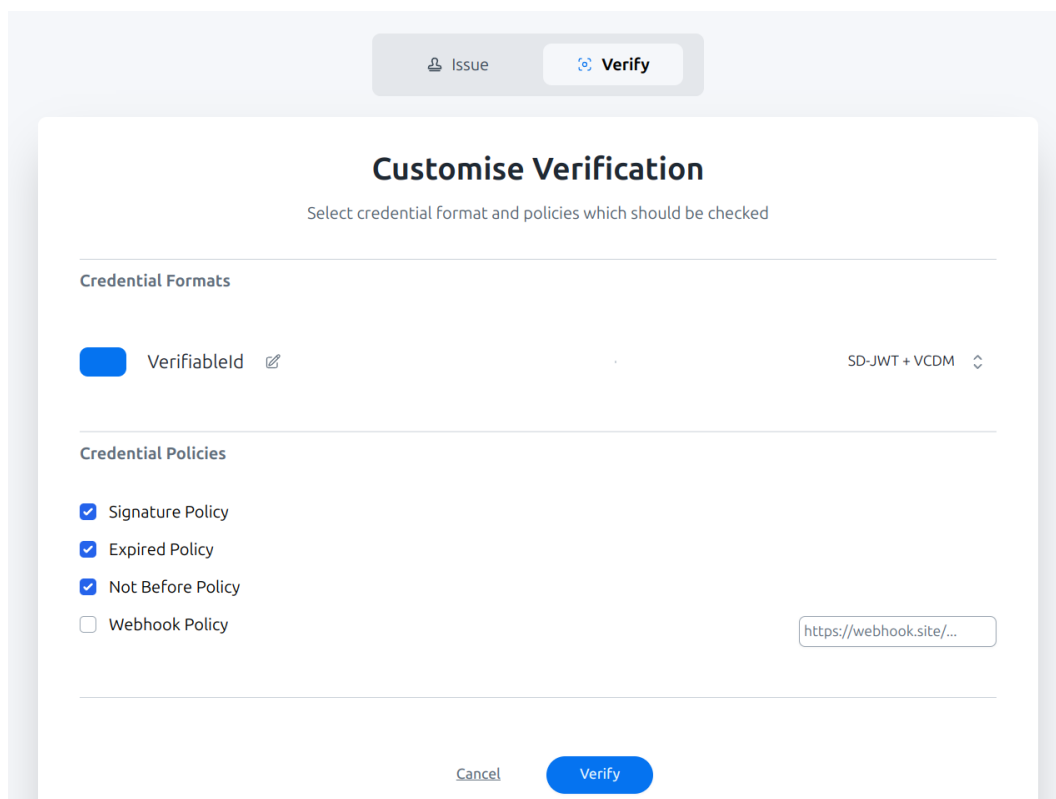 Issue
Verify
Customise Verification
Select credential format and policies which should be checked
Credential Formats
VerifiableId
SD-JWT + VCDM
Credential Policies
Signature Policy
Expired Policy
Not Before Policy
Webhook Policy
https://webhook.site/...
Cancel
Verify